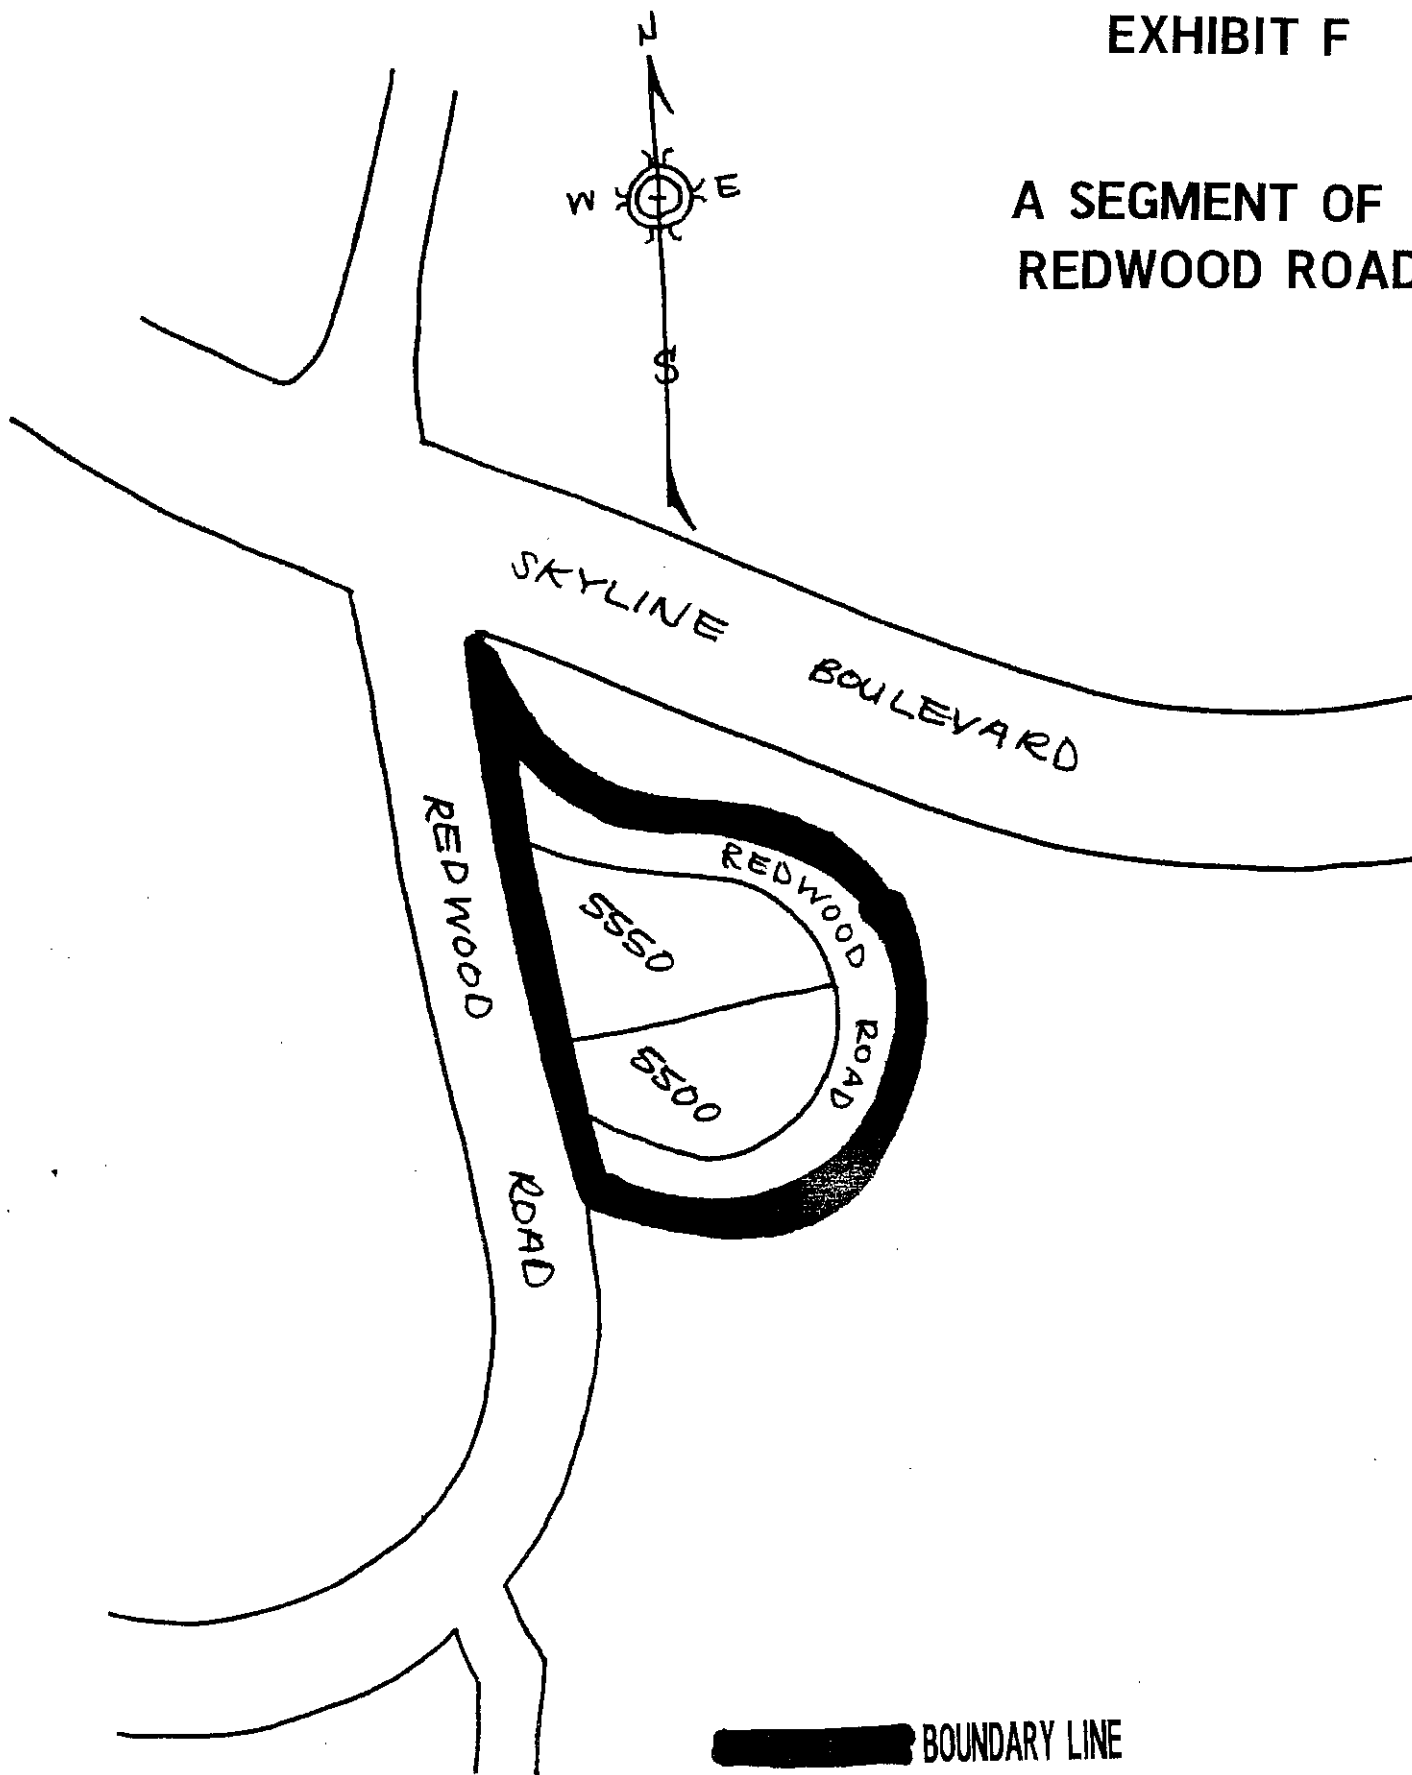 EXHIBIT F
N
W E
A SEGMENT OF
REDWOOD ROAD
S
SKYLINE BOULEVARD
REDWOOD ROAD
REDWOOD ROAD
5550
5500
BOUNDARY LINE